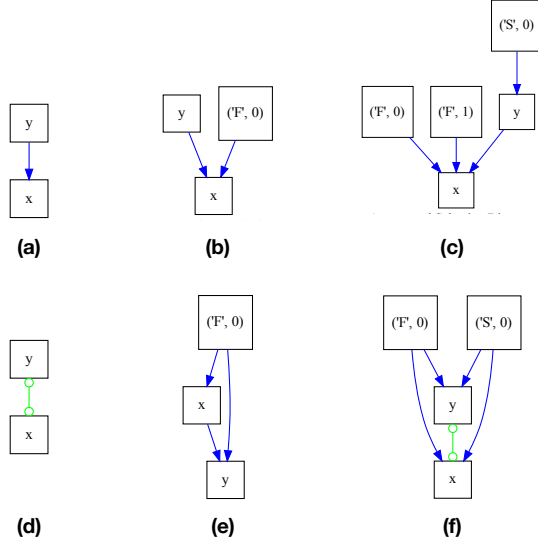 ('S', 0)
y
('F', 0)
y
('F', 0)
('F', 1)
y
x
x
x
(a)
(b)
(c)
('F', 0)
('F', 0)
('S', 0)
y
x
y
x
y
x
(d)
(e)
(f)